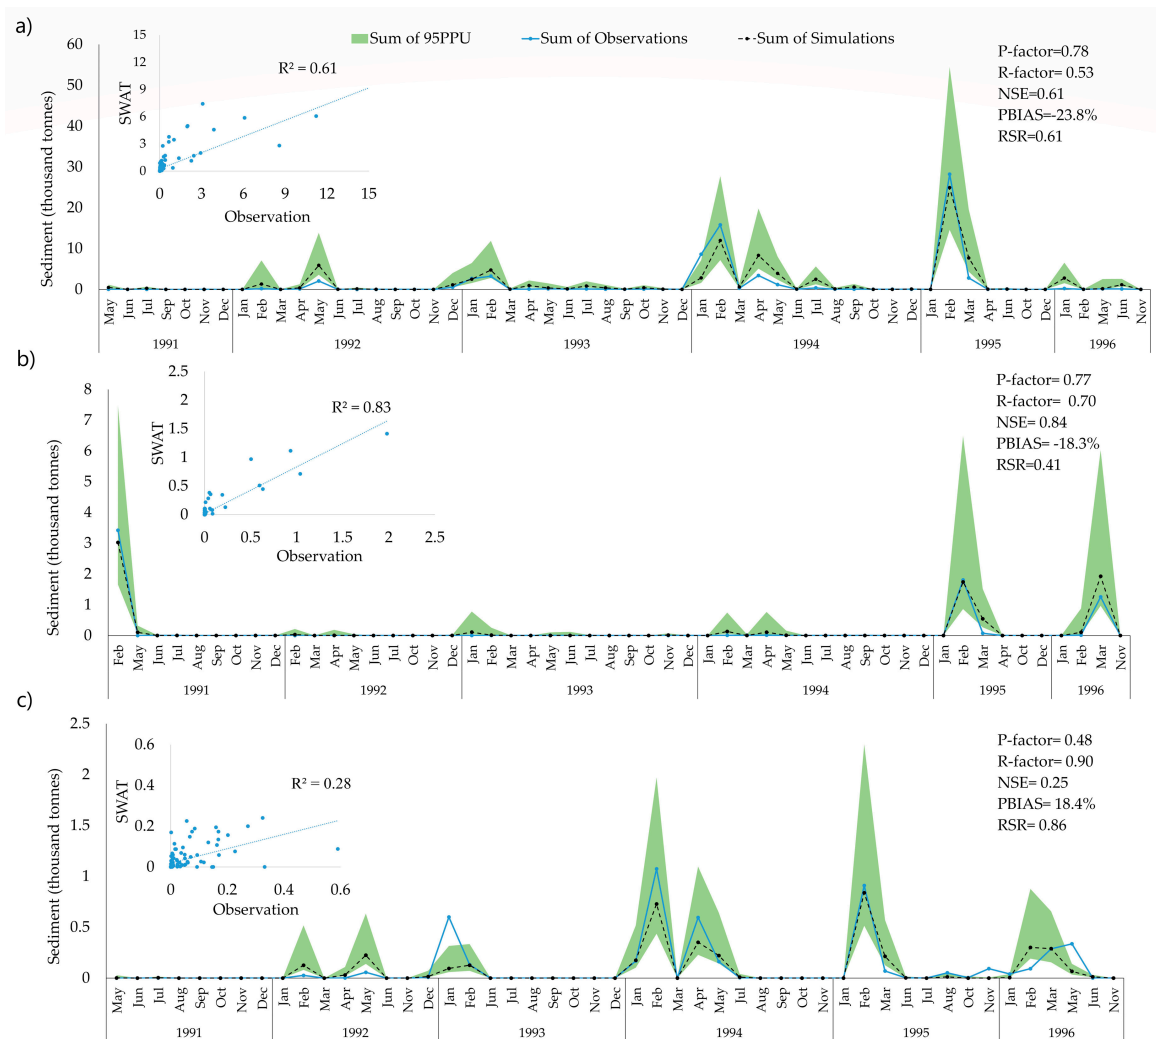 a)
Sum of 95PPU
Sum of Observations
Sum of Simulations
P-factor=0.78
R-factor= 0.53
NSE=0.61
PBIAS=-23.8%
RSR=0.61
Sediment (thousand tonnes)
60
50
40
30
20
10
0
SWAT
15
12
9
6
3
0
R² = 0.61
0 3 6 9 12 15
Observation
May Jun Jul Sep Oct Nov Dec Jan Feb Mar Apr May Jun Jul Aug Sep Oct Nov Dec Jan Feb Mar Apr May Jun Jul Aug Sep Oct Nov Dec Jan Feb Mar Apr May Jun Jul Aug Sep Oct Nov Dec Jan Feb Mar Apr Jun Oct Nov Jan Feb May Jun Nov
1991 1992 1993 1994 1995 1996
b)
P-factor= 0.77
R-factor= 0.70
NSE= 0.84
PBIAS= -18.3%
RSR=0.41
Sediment (thousand tonnes)
8
7
6
5
4
3
2
1
0
SWAT
2.5
2
1.5
1
0.5
0
R² = 0.83
0 0.5 1 1.5 2 2.5
Observation
Feb May Jun Jul Aug Sep Oct Nov Dec Feb Mar Apr May Jun Jul Oct Nov Dec Jan Feb Mar Apr May Jun Jul Aug Sep Oct Nov Dec Jan Feb Mar Apr May Jun Jul Aug Sep Oct Nov Dec Jan Feb Mar Apr Oct Dec Jan Feb Mar Nov
1991 1992 1993 1994 1995 1996
c)
P-factor= 0.48
R-factor= 0.90
NSE= 0.25
PBIAS= 18.4%
RSR= 0.86
Sediment (thousand tonnes)
2.5
2
1.5
1
0.5
0
SWAT
0.6
0.4
0.2
0
R² = 0.28
0 0.2 0.4 0.6
Observation
May Jun Jul Aug Sep Oct Nov Dec Jan Feb Mar Apr May Jun Nov Dec Jan Feb Mar Apr Jun Sep Oct Nov Dec Jan Feb Mar Apr May Jun Jul Sep Oct Nov Jan Feb Mar Jun Jul Aug Oct Nov Jan Feb Mar May Jun Nov
1991 1992 1993 1994 1995 1996